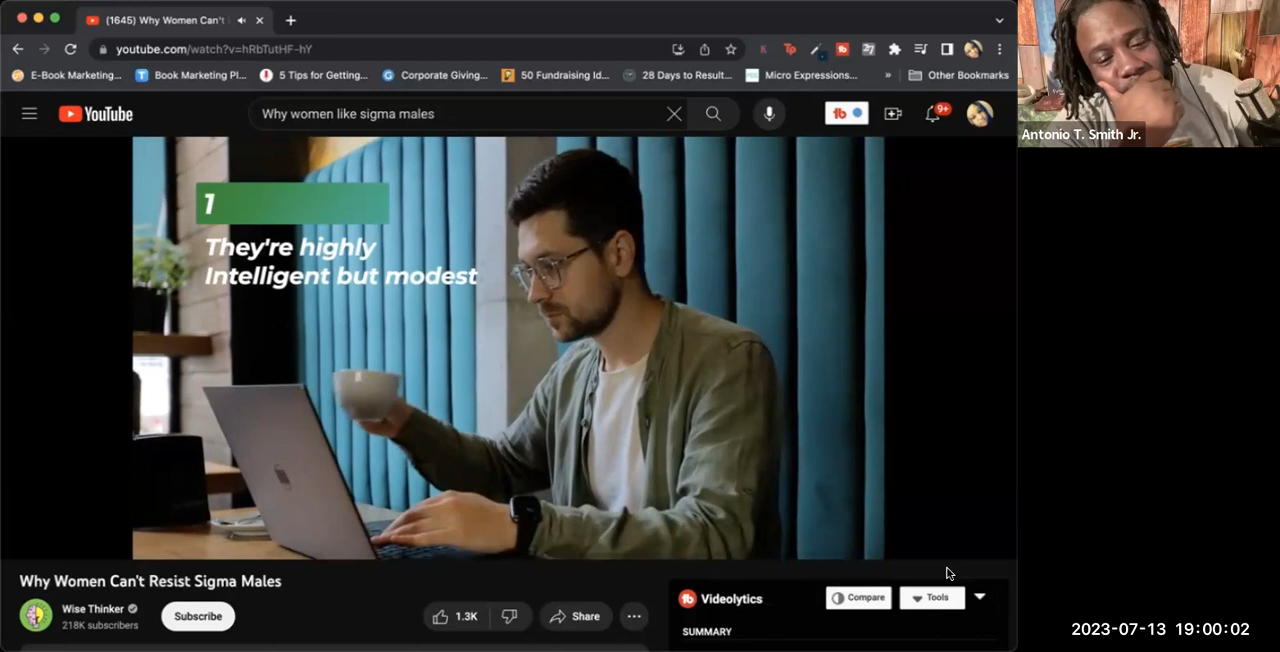 (1645) Why Women Can't
youtube.com/watch?v=hRbTutHF-hY
E-Book Marketing...
Book Marketing Pl...
5 Tips for Getting...
Corporate Giving...
50 Fundraising Id...
28 Days to Result...
Micro Expressions...
»
Other Bookmarks
YouTube
Why women like sigma males
9+
Antonio T. Smith Jr.
1
They're highly
Intelligent but modest
Why Women Can't Resist Sigma Males
Wise Thinker
218K subscribers
Subscribe
1.3K
Share
Videolytics
Compare
Tools
SUMMARY
2023-07-13 19:00:02